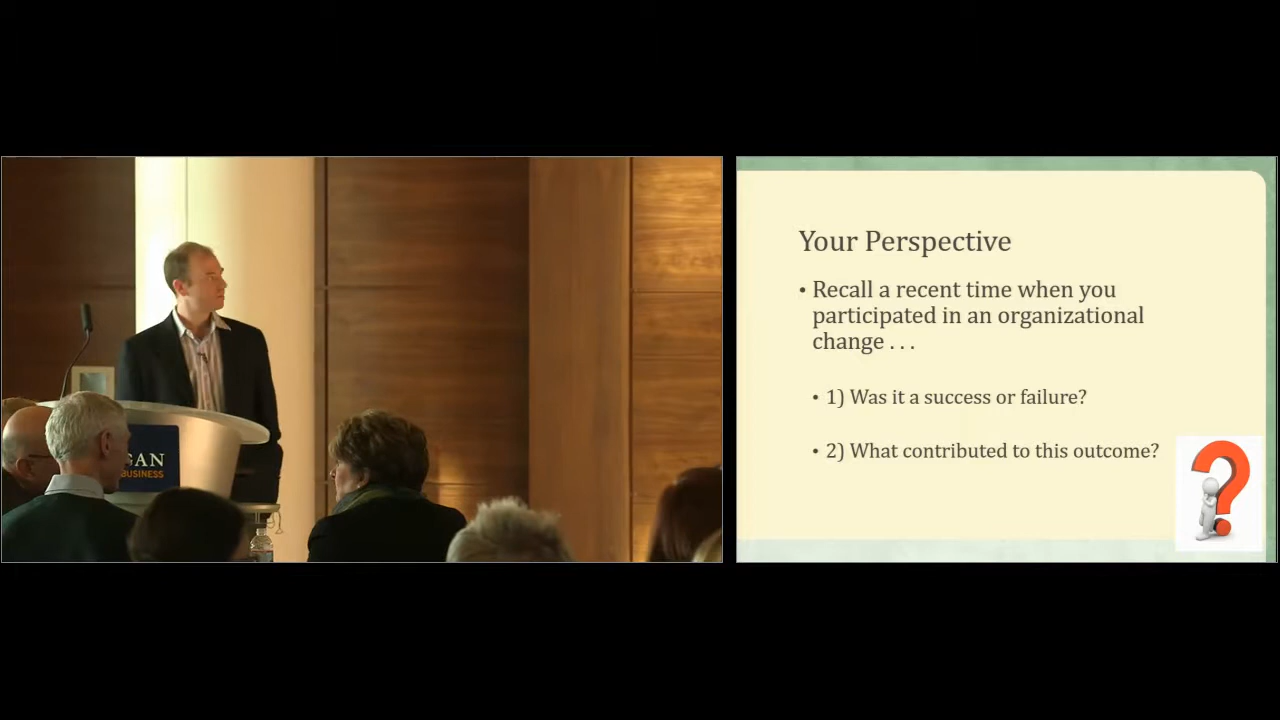 GAN
BUSINESS
Your Perspective
• Recall a recent time when you
participated in an organizational
change . . .
• 1) Was it a success or failure?
• 2) What contributed to this outcome?